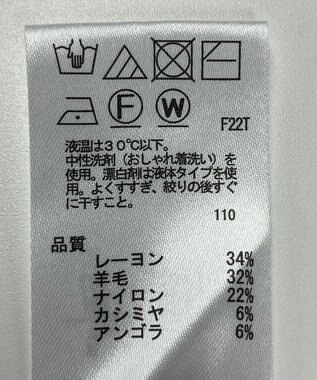 F W
F22T
液温は30℃以下。
中性洗剤（おしゃれ着洗い）を
使用。漂白剤は液体タイプを使
用。よくすすぎ、絞りの後すぐ
に干すこと。
110
品質
レーヨン 34%
羊毛 32%
ナイロン 22%
カシミヤ 6%
アンゴラ 6%